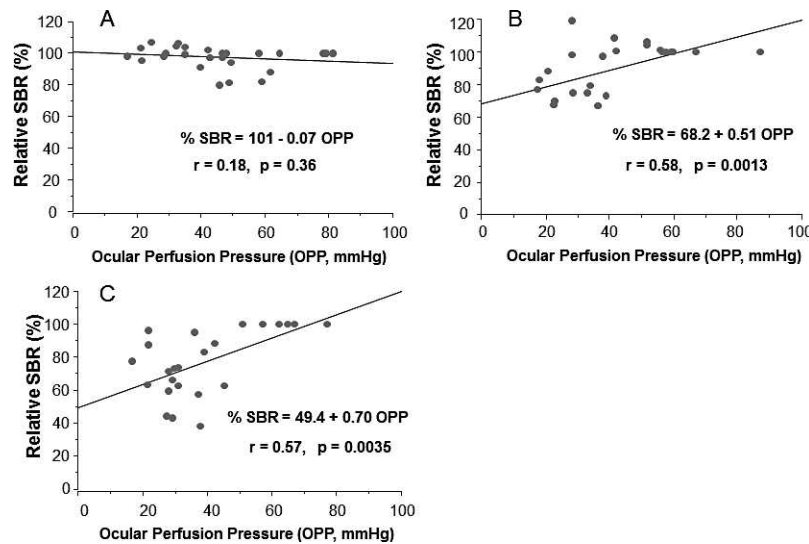 A
120
100
80
60
40
20
0
Relative SBR (%)
% SBR = 101 - 0.07 OPP
r = 0.18, p = 0.36
0 20 40 60 80 100
Ocular Perfusion Pressure (OPP, mmHg)
B
120
100
80
60
40
20
0
Relative SBR (%)
% SBR = 68.2 + 0.51 OPP
r = 0.58, p = 0.0013
0 20 40 60 80 100
Ocular Perfusion Pressure (OPP, mmHg)
C
120
100
80
60
40
20
0
Relative SBR (%)
% SBR = 49.4 + 0.70 OPP
r = 0.57, p = 0.0035
0 20 40 60 80 100
Ocular Perfusion Pressure (OPP, mmHg)